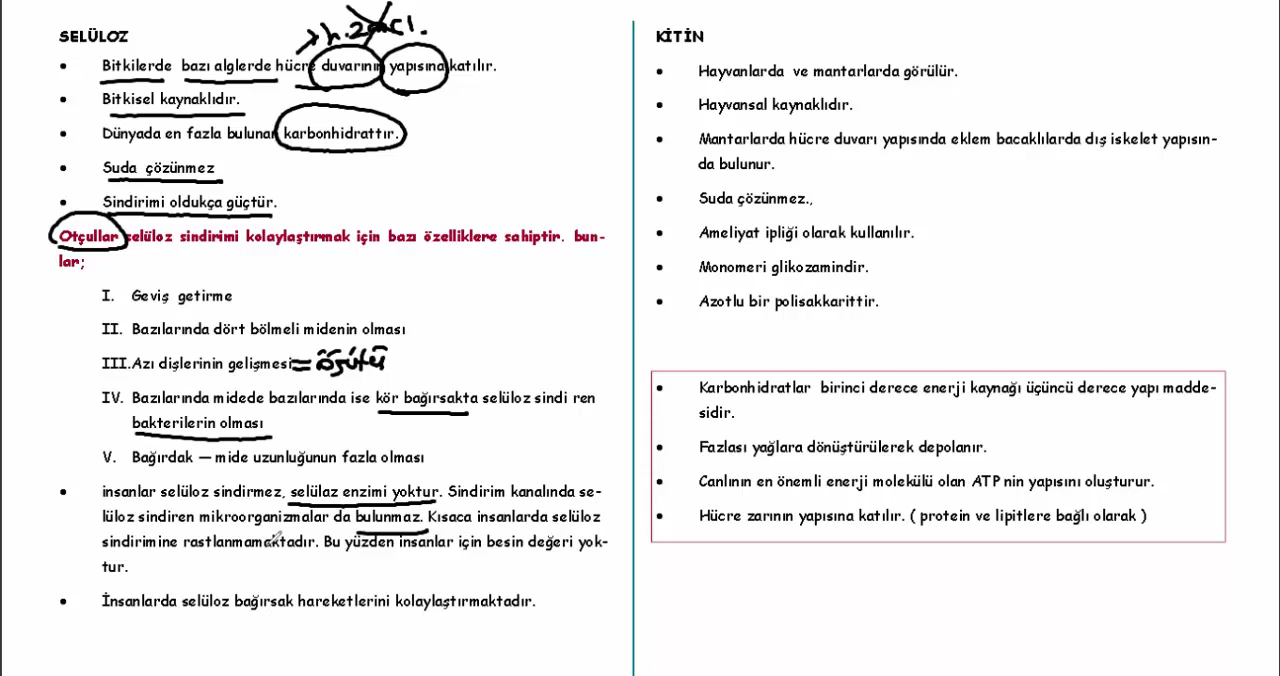 SELÜLOZ
• Bitkilerde bazı alglerde hücre duvarının yapısına katılır.
• Bitkisel kaynaklıdır.
• Dünyada en fazla bulunan karbonhidrattır.
• Suda çözünmez
• Sindirimi oldukça güçtür.
Otçullar selüloz sindirimi kolaylaştırmak için bazı özelliklere sahiptir. bun-
lar;
I. Geviş getirme
II. Bazılarında dört bölmeli midenin olması
III.Azı dişlerinin gelişmesi = öğütü
IV. Bazılarında midede bazılarında ise kör bağırsakta selüloz sindi ren
bakterilerin olması
V. Bağırdak — mide uzunluğunun fazla olması
• insanlar selüloz sindirmez, selülaz enzimi yoktur. Sindirim kanalında se-
lüloz sindiren mikroorganizmalar da bulunmaz. Kısaca insanlarda selüloz
sindirimine rastlanmamaktadır. Bu yüzden insanlar için besin değeri yok-
tur.
• İnsanlarda selüloz bağırsak hareketlerini kolaylaştırmaktadır.
KİTİN
• Hayvanlarda ve mantarlarda görülür.
• Hayvansal kaynaklıdır.
• Mantarlarda hücre duvarı yapısında eklem bacaklılarda dış iskelet yapısın-
da bulunur.
• Suda çözünmez.,
• Ameliyat ipliği olarak kullanılır.
• Monomeri glikozamindir.
• Azotlu bir polisakkarittir.
• Karbonhidratlar birinci derece enerji kaynağı üçüncü derece yapı madde-
sidir.
• Fazlası yağlara dönüştürülerek depolanır.
• Canlının en önemli enerji molekülü olan ATP nin yapısını oluşturur.
• Hücre zarının yapısına katılır. ( protein ve lipitlere bağlı olarak )